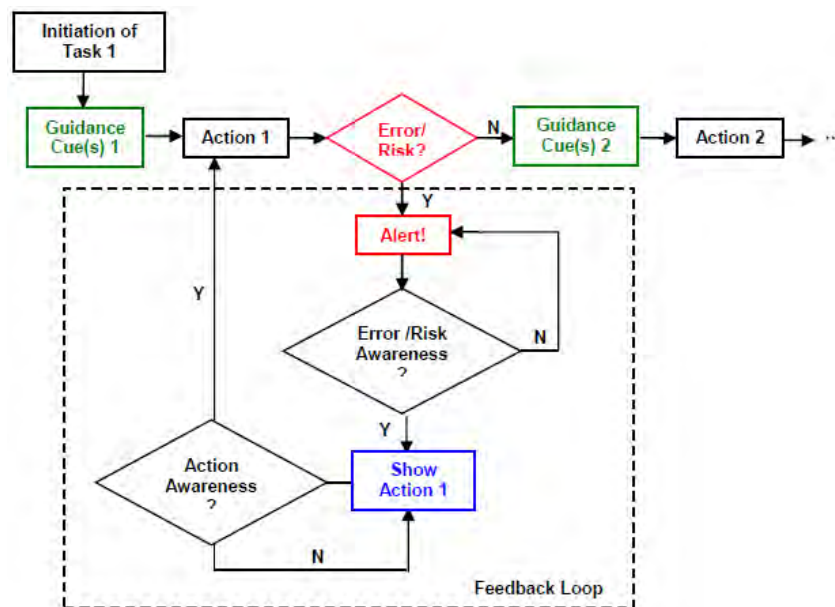 Initiation of
Task 1
Guidance
Cue(s) 1
Action 1
Error/
Risk?
N
Guidance
Cue(s) 2
Action 2
...
Y
Alert!
Y
Error /Risk
Awareness
?
N
Y
Action
Awareness
?
Show
Action 1
N
Feedback Loop